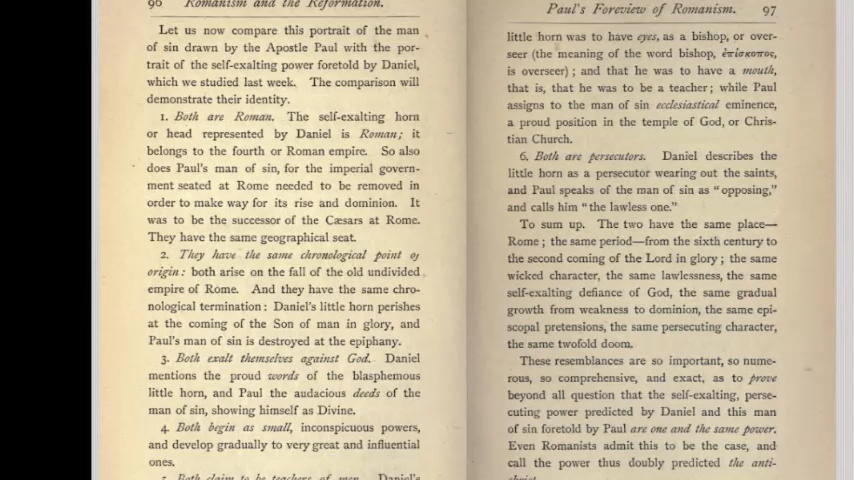 96 Romanism and the Reformation.
Let us now compare this portrait of the man
of sin drawn by the Apostle Paul with the por-
trait of the self-exalting power foretold by Daniel,
which we studied last week. The comparison will
demonstrate their identity.
1. Both are Roman. The self-exalting horn
or head represented by Daniel is Roman; it
belongs to the fourth or Roman empire. So also
does Paul's man of sin, for the imperial govern-
ment seated at Rome needed to be removed in
order to make way for its rise and dominion. It
was to be the successor of the Cæsars at Rome.
They have the same geographical seat.
2. They have the same chronological point of
origin: both arise on the fall of the old undivided
empire of Rome. And they have the same chro-
nological termination: Daniel's little horn perishes
at the coming of the Son of man in glory, and
Paul's man of sin is destroyed at the epiphany.
3. Both exalt themselves against God. Daniel
mentions the proud words of the blasphemous
little horn, and Paul the audacious deeds of the
man of sin, showing himself as Divine.
4. Both begin as small, inconspicuous powers,
and develop gradually to very great and influential
ones.
5. Both claim to be teachers of men. Daniel's
Paul's Foreview of Romanism. 97
little horn was to have eyes, as a bishop, or over-
seer (the meaning of the word bishop, ἐπίσκοπος,
is overseer); and that he was to have a mouth,
that is, that he was to be a teacher; while Paul
assigns to the man of sin ecclesiastical eminence,
a proud position in the temple of God, or Chris-
tian Church.
6. Both are persecutors. Daniel describes the
little horn as a persecutor wearing out the saints,
and Paul speaks of the man of sin as "opposing,"
and calls him "the lawless one."
To sum up. The two have the same place—
Rome; the same period—from the sixth century to
the second coming of the Lord in glory; the same
wicked character, the same lawlessness, the same
self-exalting defiance of God, the same gradual
growth from weakness to dominion, the same epi-
scopal pretensions, the same persecuting character,
the same twofold doom.
These resemblances are so important, so nume-
rous, so comprehensive, and exact, as to prove
beyond all question that the self-exalting, perse-
cuting power predicted by Daniel and this man
of sin foretold by Paul are one and the same power.
Even Romanists admit this to be the case, and
call the power thus doubly predicted the anti-
christ.